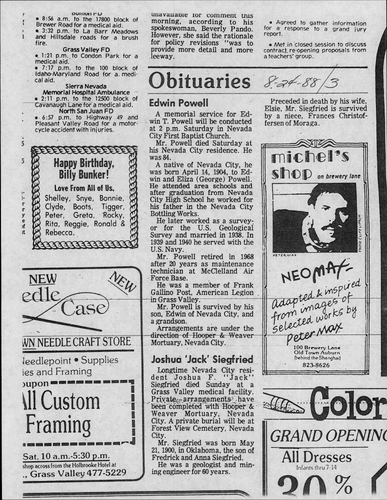 Dunton FD
• 8:56 a.m. to the 17800 block of
Brewer Road for a medical aid.
• 3:32 p.m. to La Barr Meadows
and Hillsdale roads for a brush
fire.
Grass Valley FD
• 1:21 p.m. to Condon Park for a
medical aid.
• 7:17 p.m. to the 100 block of
Idaho-Maryland Road for a medi-
cal aid.
Sierra Nevada
Memorial Hospital Ambulance
• 2:11 p.m. to the 12500 block of
Cavanaugh Lane for a medical aid.
North San Juan FD
• 6:57 p.m. to Highway 49 and
Pleasant Valley Road for a motor-
cycle accident with injuries.
Happy Birthday,
Billy Bunker!
Love From All of Us,
Shelley, Snye, Bonnie,
Clyde, Boots, Tigger,
Peter, Greta, Rocky,
Rita, Reggie, Ronald &
Rebecca.
NEW
NEW
edle
Case
WN NEEDLE CRAFT STORE
Needlepoint • Supplies
ies and Framing
oupon
All Custom
Framing
Sat. 10 a.m.-5:30 p.m.
shop across from the Holbrooke Hotel at
Grass Valley 477-5229
unavailable for comment this
morning, according to his
spokeswoman, Beverly Pando.
However, she said the rationale
for policy revisions "was to
provide more detail and more
leeway.
• Agreed to gather information
for a response to a grand jury
report.
• Met in closed session to discuss
contract re-opening proposals from
a teachers' group.
Obituaries
8-24-88/3
Edwin Powell
A memorial service for Ed-
win T. Powell will be conducted
at 2 p.m. Saturday in Nevada
City First Baptist Church.
Mr. Powell died Saturday at
his Nevada City residence. He
was 84.
A native of Nevada City, he
was born April 14, 1904, to Ed-
win and Eliza (George) Powell.
He attended area schools and
after graduation from Nevada
City High School he worked for
his father in the Nevada City
Bottling Works.
He later worked as a survey-
or for the U.S. Geological
Survey and married in 1938. In
1939 and 1940 he served with the
U.S. Navy.
Mr. Powell retired in 1968
after 20 years as maintenance
technician at McClelland Air
Force Base.
He was a member of Frank
Gallino Post, American Legion
in Grass Valley.
Mr. Powell is survived by his
son, Edwin of Nevada City, and
a grandson.
Arrangements are under the
direction of Hooper & Weaver
Mortuary, Nevada City.
Joshua 'Jack' Siegfried
Longtime Nevada City resi-
dent Joshua F. "Jack"
Siegfried died Sunday at a
Grass Valley medical facility.
Private arrangements have
been completed with Hooper &
Weaver Mortuary, Nevada
City. A private burial will be at
Forest View Cemetery, Nevada
City.
Mr. Siegfried was born May
21, 1900, in Oklahoma, the son of
Fredrick and Anna Siegfried.
He was a geologist and min-
ing engineer for 60 years.
Preceded in death by his wife,
Elsie, Mr. Siegfried is survived
by a niece, Frances Christof-
fersen of Moraga.
michel's
shop on brewery lane
PETER MAX
NEO MAX
Adapted & inspired
from images of
selected works by
Peter Max
100 Brewery Lane
Old Town Auburn
(behind the Shanghai)
823-8626
Color
GRAND OPENING
All Dresses
Infants thru 7-14
30%